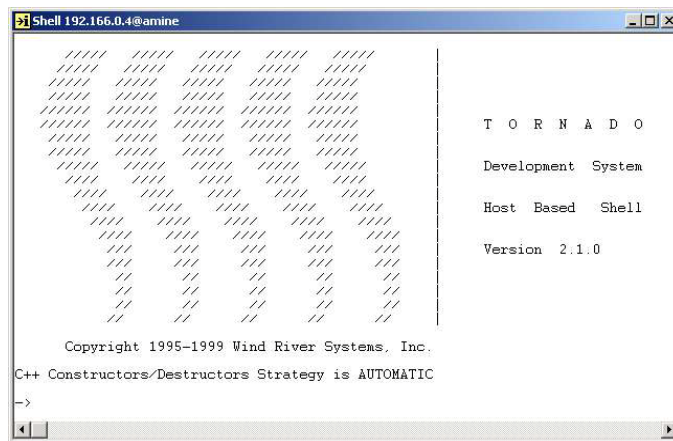 Shell 192.166.0.4@amine
T O R N A D O
Development System
Host Based Shell
Version 2.1.0
Copyright 1995-1999 Wind River Systems, Inc.
C++ Constructors/Destructors Strategy is AUTOMATIC
->